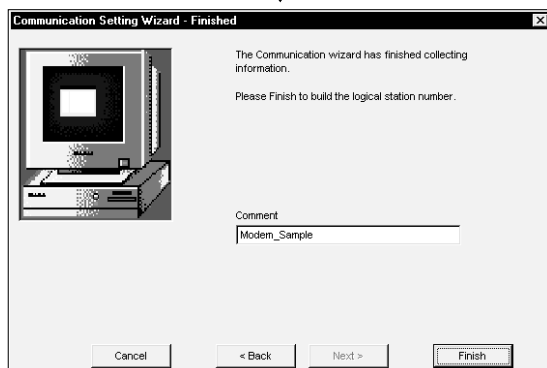 Communication Setting Wizard - Finished
The Communication wizard has finished collecting
information.
Please Finish to build the logical station number.
Comment
Modem_Sample
Cancel
< Back
Next >
Finish